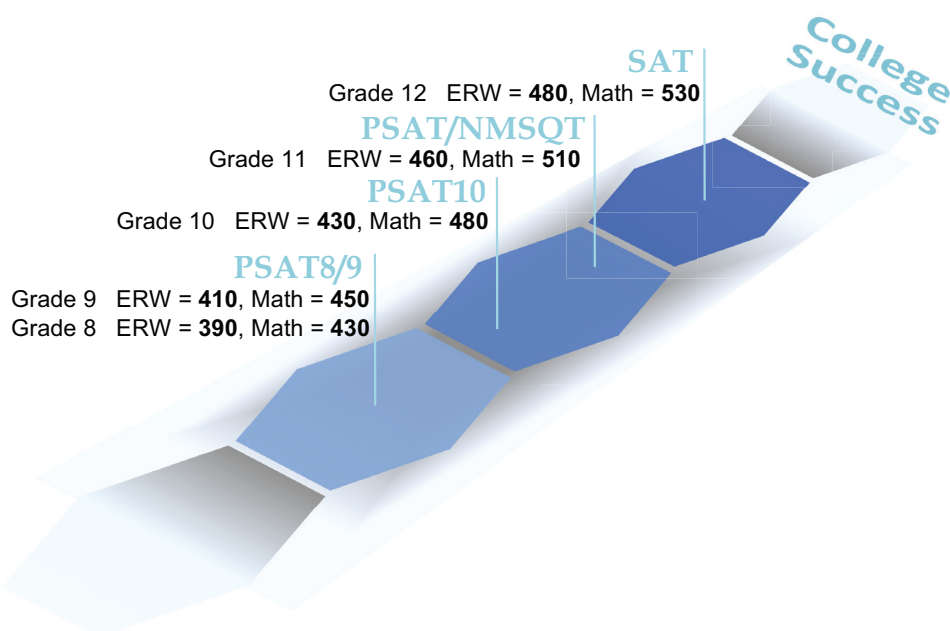 College
Success
SAT
Grade 12 ERW = 480, Math = 530
PSAT/NMSQT
Grade 11 ERW = 460, Math = 510
PSAT10
Grade 10 ERW = 430, Math = 480
PSAT8/9
Grade 9 ERW = 410, Math = 450
Grade 8 ERW = 390, Math = 430